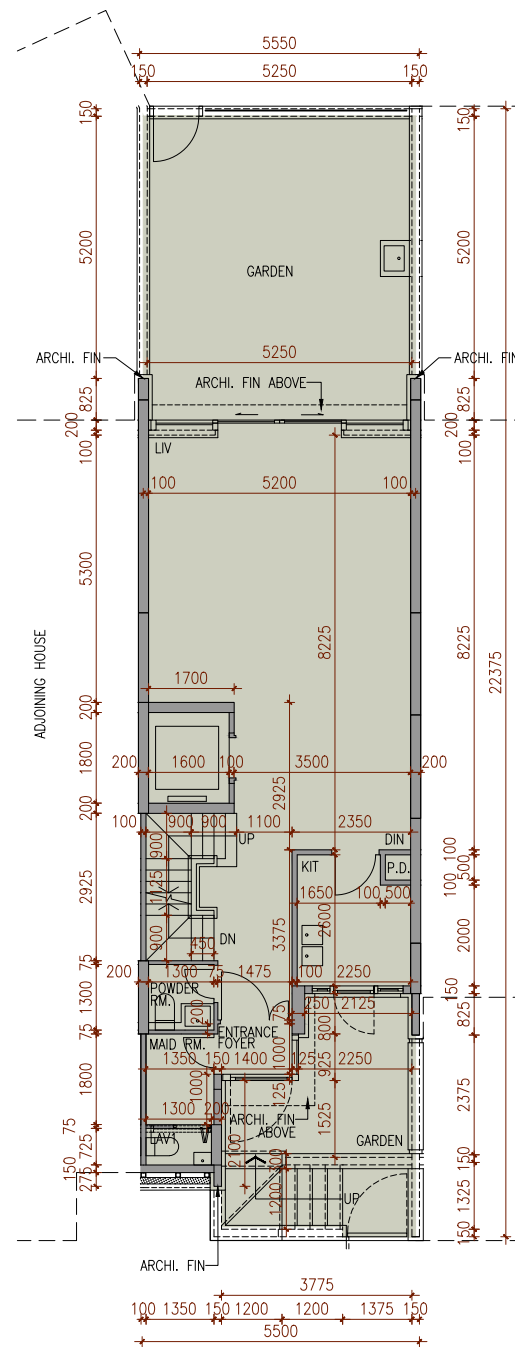 5550
150 5250 150
150 150
5200 5200
GARDEN
5250
ARCHI. FIN ARCHI. FIN
ARCHI. FIN ABOVE
825 825
200 200
100 100
LIV
100 5200 100
5300
8225 8225
22375
ADJOINING HOUSE
1700
200
1800
200 1600 100 3500 200
2925
200
100 900 900 1100 2350
UP DIN
900
100
500
100
KIT P.D.
2925
1125
1650 100 500
2600
2000
3375
900
DN
450
75
200 1300 75 1475 100 2250
150
POWDER
RM.
1300
200
75
250 2125
800
825
ENTRANCE
FOYER
75
MAID RM.
1000
925
1350 150 1400 125 2250
1800
1000
125
2375
1300 200
ARCHI. FIN
ABOVE
1525
75
LAV1
GARDEN
725
2100
150
150
300
275
UP
1200
1325
150
ARCHI. FIN
3775
100 1350 150 1200 1200 1375 150
5500